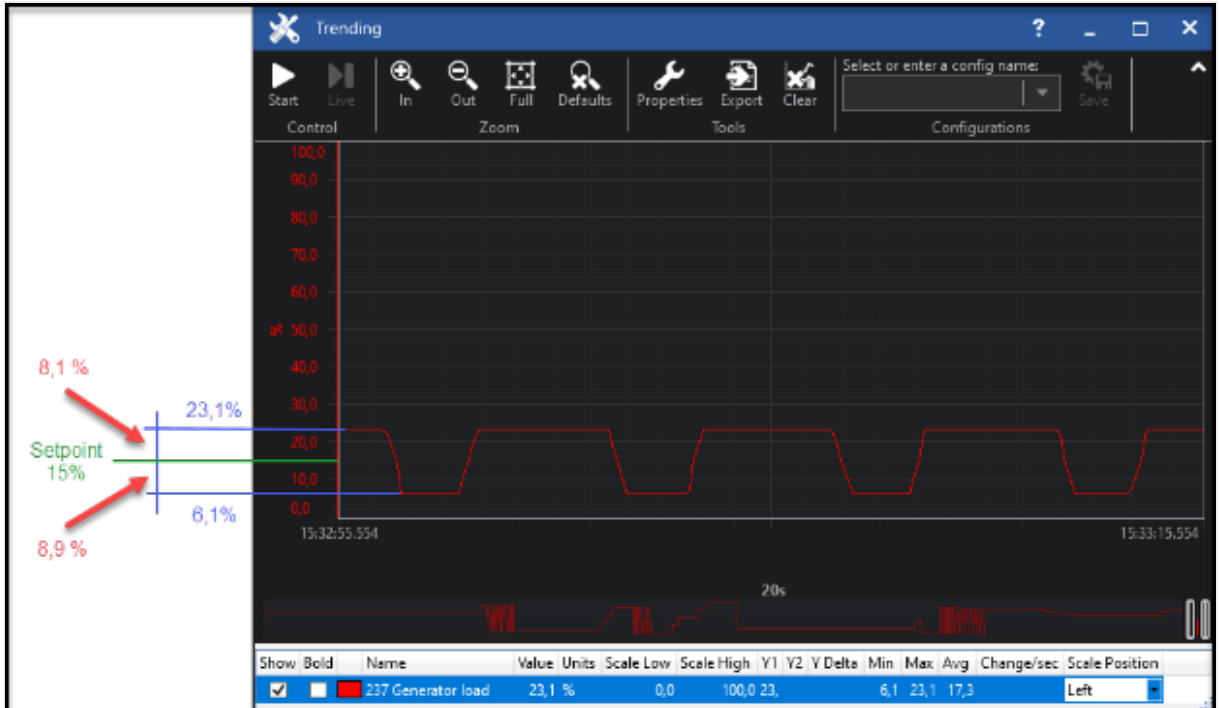 Trending
?
Start Live In Out Full Defaults Properties Export Clear
Select or enter a config name:
Save
Control Zoom Tools Configurations
100,0
90,0
80,0
70,0
60,0
% 50,0
40,0
30,0
20,0
10,0
0,0
8,1 %
23,1%
Setpoint
15%
6,1%
8,9 %
15:32:55.554 15:33:15.554
20s
Show Bold Name Value Units Scale Low Scale High Y1 Y2 Y Delta Min Max Avg Change/sec Scale Position
237 Generator load 23,1 % 0,0 100,0 23, 6,1 23,1 17,3 Left